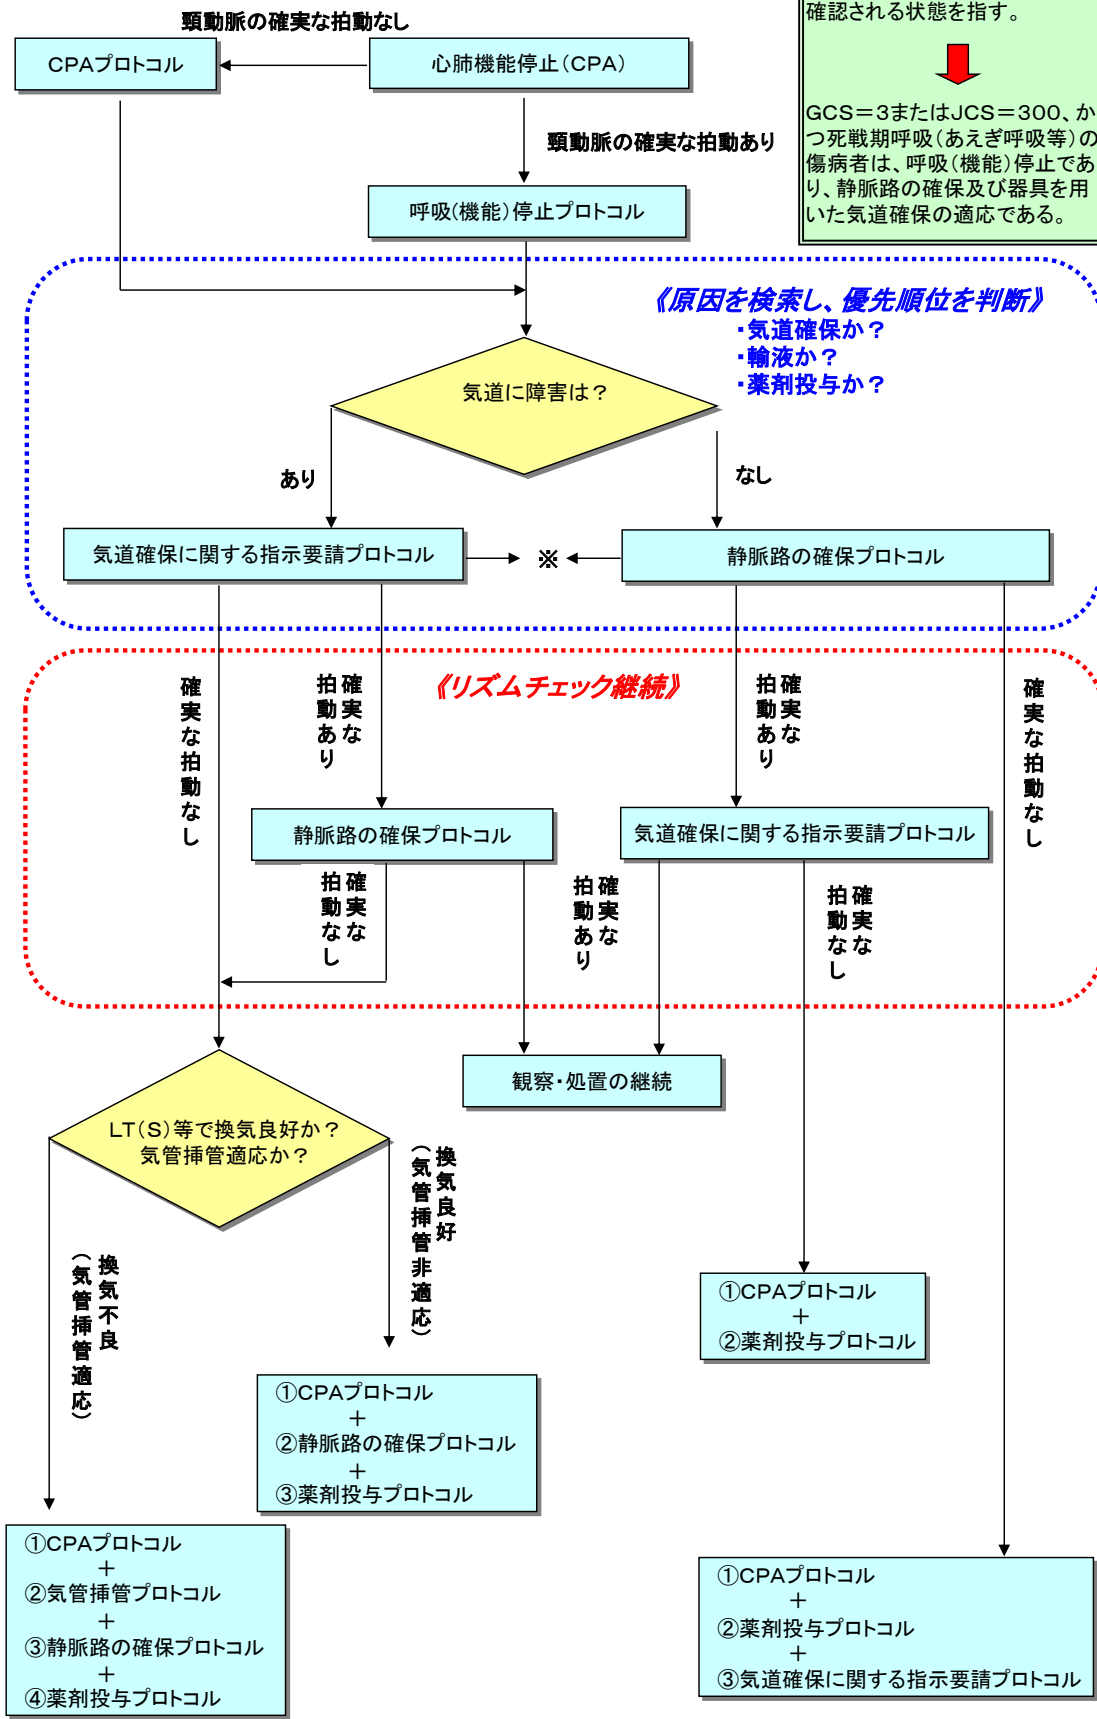 確認される状態を指す。
GCS=3またはJCS=300、か
つ死戦期呼吸(あえぎ呼吸等)の
傷病者は、呼吸(機能)停止であ
り、静脈路の確保及び器具を用
いた気道確保の適応である。
頸動脈の確実な拍動なし
CPAプロトコル
心肺機能停止(CPA)
頸動脈の確実な拍動あり
呼吸(機能)停止プロトコル
《原因を検索し、優先順位を判断》
・気道確保か?
・輸液か?
・薬剤投与か?
気道に障害は?
あり
なし
気道確保に関する指示要請プロトコル
※
静脈路の確保プロトコル
《リズムチェック継続》
確実な拍動なし
確実な
拍動あり
確実な
拍動あり
確実な拍動なし
静脈路の確保プロトコル
気道確保に関する指示要請プロトコル
確実な
拍動なし
確実な
拍動あり
確実な
拍動なし
観察・処置の継続
LT(S)等で換気良好か?
気管挿管適応か?
換気良好
(気管挿管非適応)
換気不良
(気管挿管適応)
①CPAプロトコル
+
②薬剤投与プロトコル
①CPAプロトコル
+
②静脈路の確保プロトコル
+
③薬剤投与プロトコル
①CPAプロトコル
+
②気管挿管プロトコル
+
③静脈路の確保プロトコル
+
④薬剤投与プロトコル
①CPAプロトコル
+
②薬剤投与プロトコル
+
③気道確保に関する指示要請プロトコル